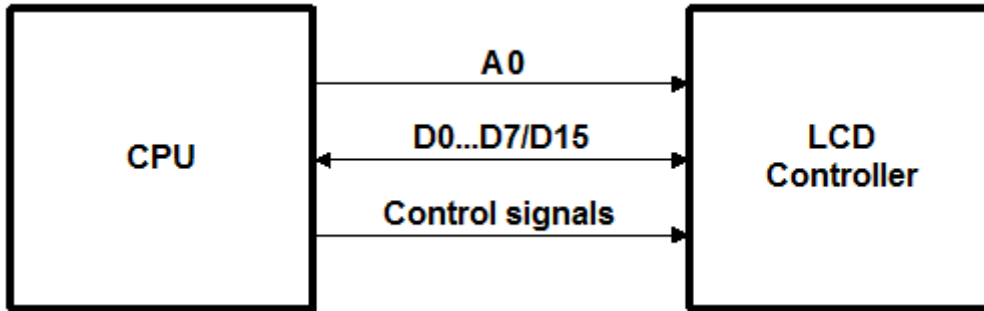 CPU
A0
D0...D7/D15
Control signals
LCD
Controller